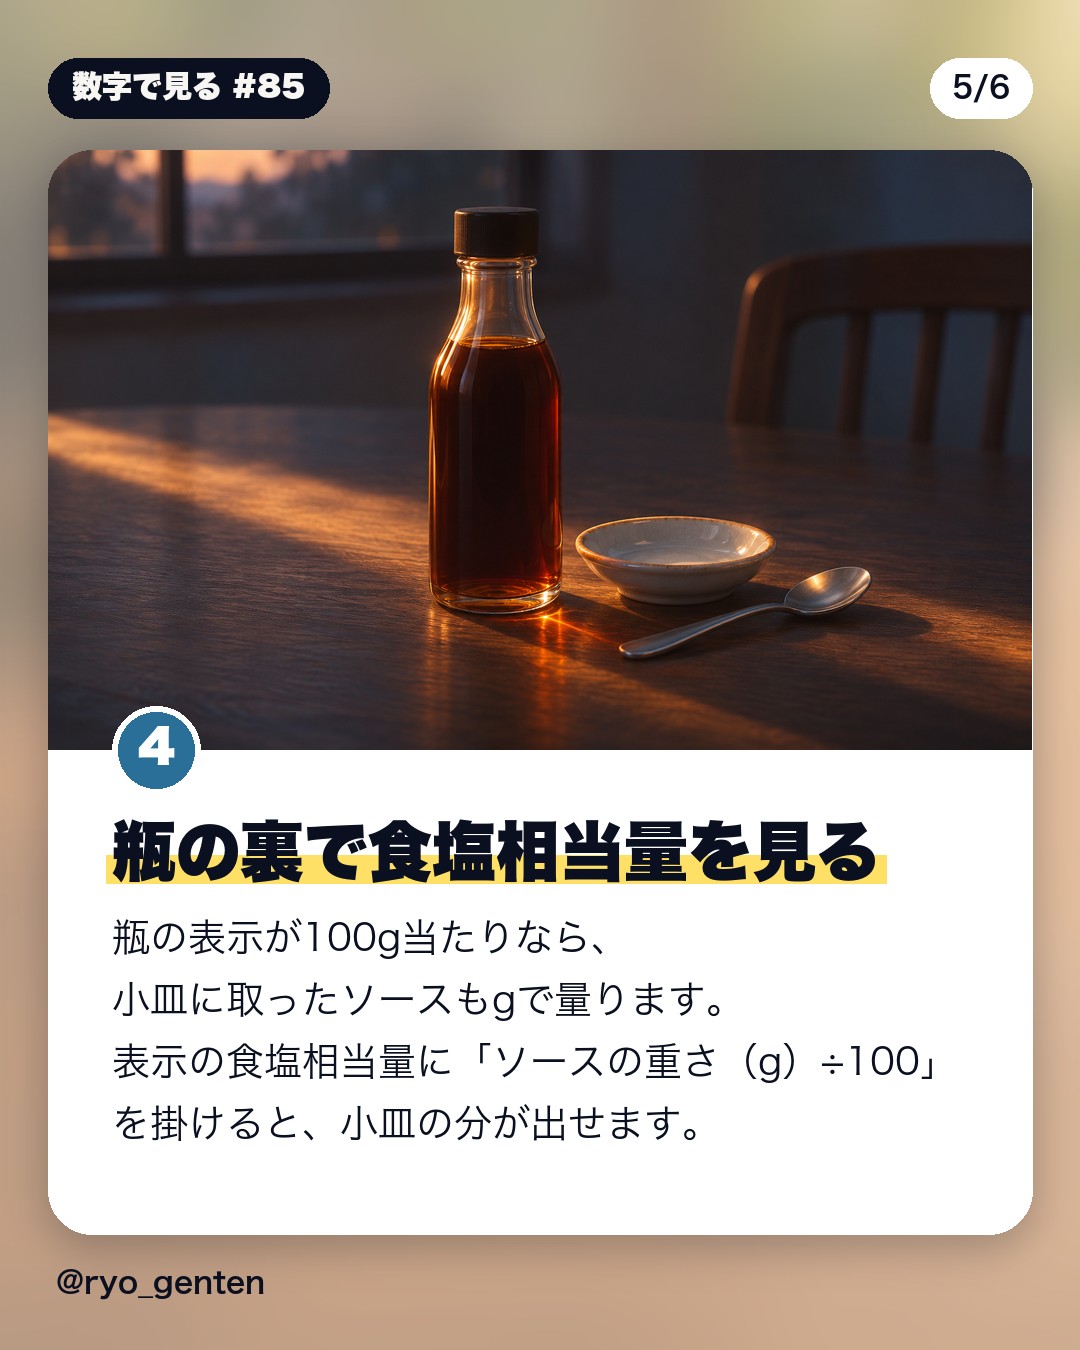 数字で見る #85
5/6
4
瓶の裏で食塩相当量を見る
瓶の表示が100g当たりなら、
小皿に取ったソースもgで量ります。
表示の食塩相当量に「ソースの重さ（g）÷100」
を掛けると、小皿の分が出せます。
@ryo_genten